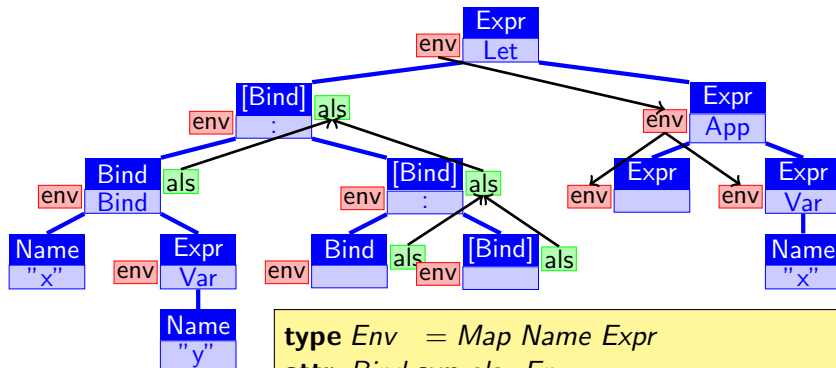 Expr
env
Let
[Bind]
als
env
:
Expr
env
App
Bind
als
env
Bind
[Bind]
als
env
:
Expr
env
Expr
env
Var
Name
"x"
Expr
env
Var
Bind
als
env
[Bind]
als
env
Name
"x"
Name
"y"
type Env = Map Name Expr